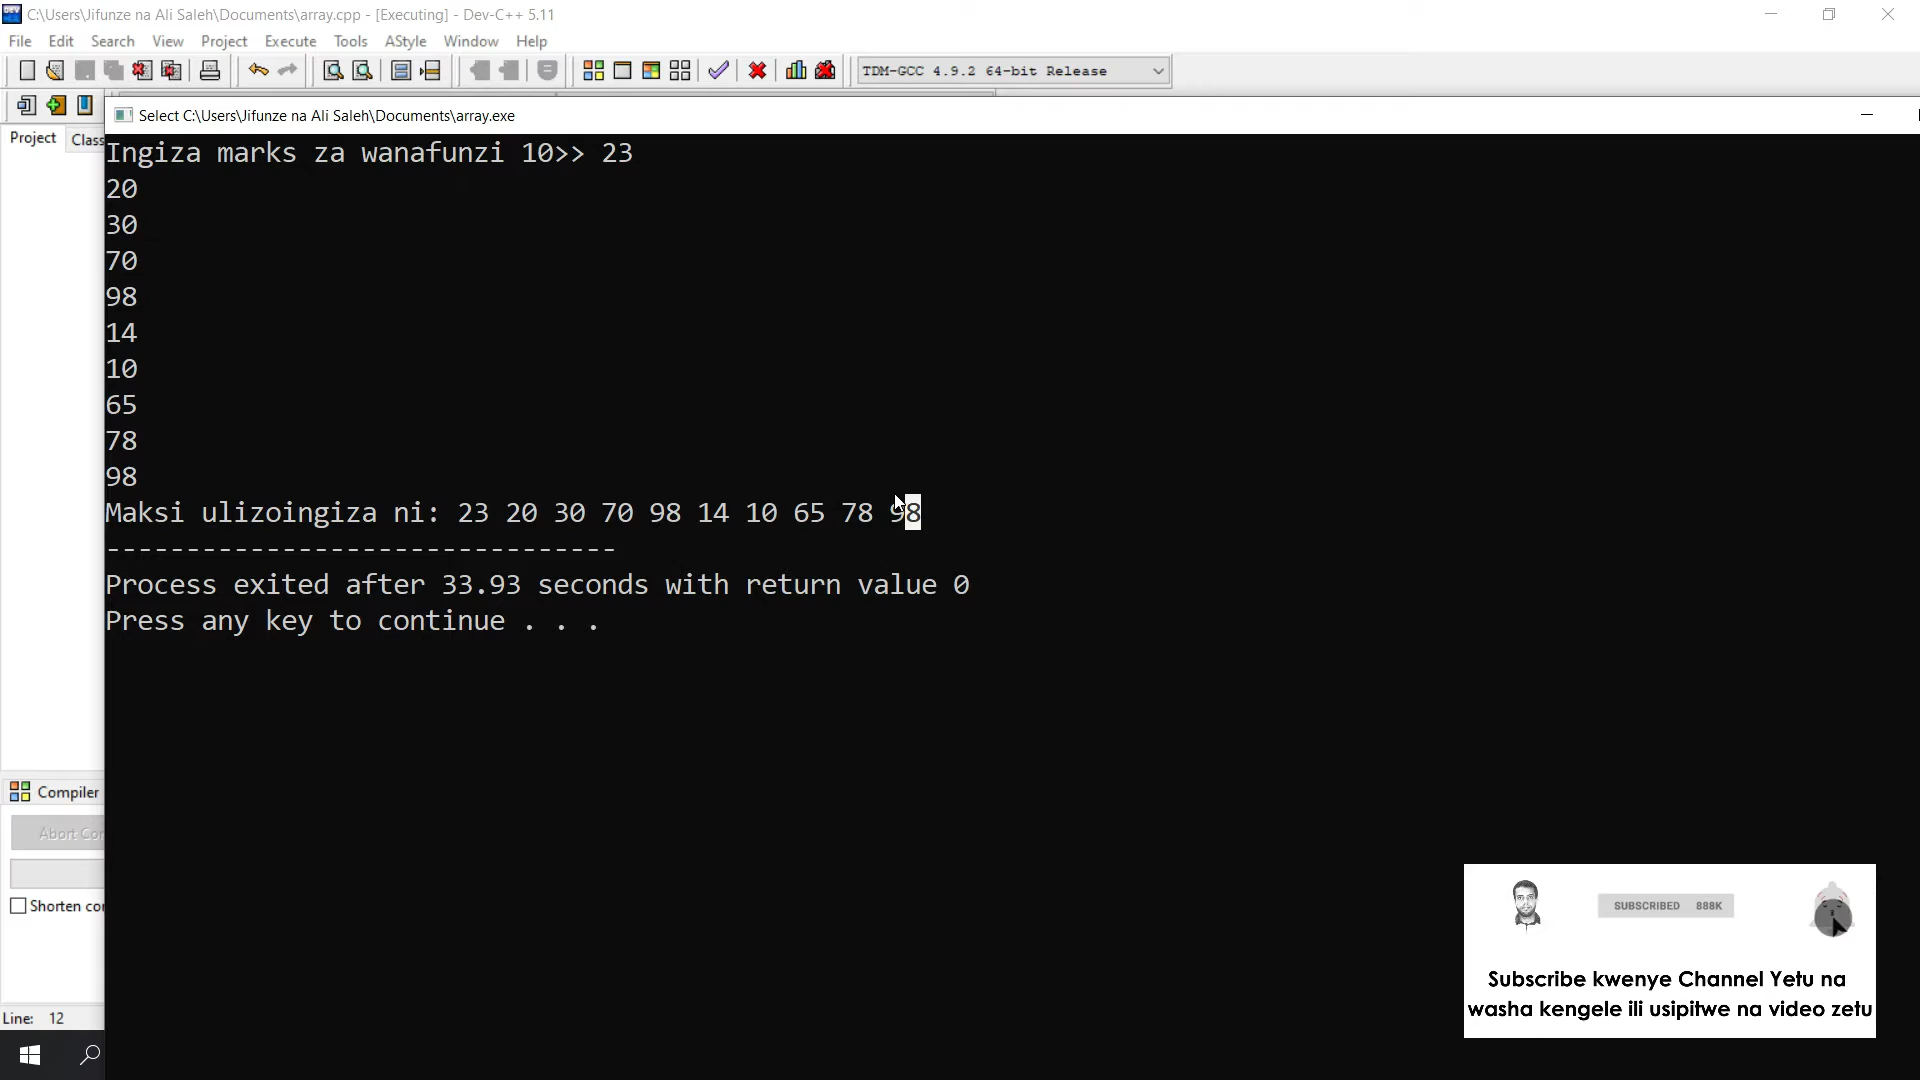 C:\Users\Jifunze na Ali Saleh\Documents\array.cpp - [Executing] - Dev-C++ 5.11
File Edit Search View Project Execute Tools AStyle Window Help
TDM-GCC 4.9.2 64-bit Release
Select C:\Users\Jifunze na Ali Saleh\Documents\array.exe
Project Clas
Ingiza marks za wanafunzi 10>> 23
20
30
70
98
14
10
65
78
98
Maksi ulizoingiza ni: 23 20 30 70 98 14 10 65 78 98
--------------------------------
Process exited after 33.93 seconds with return value 0
Press any key to continue . . .
Compiler
Abort Co
Shorten co
Line: 12
SUBSCRIBED 888K
Subscribe kwenye Channel Yetu na
washa kengele ili usipitwe na video zetu